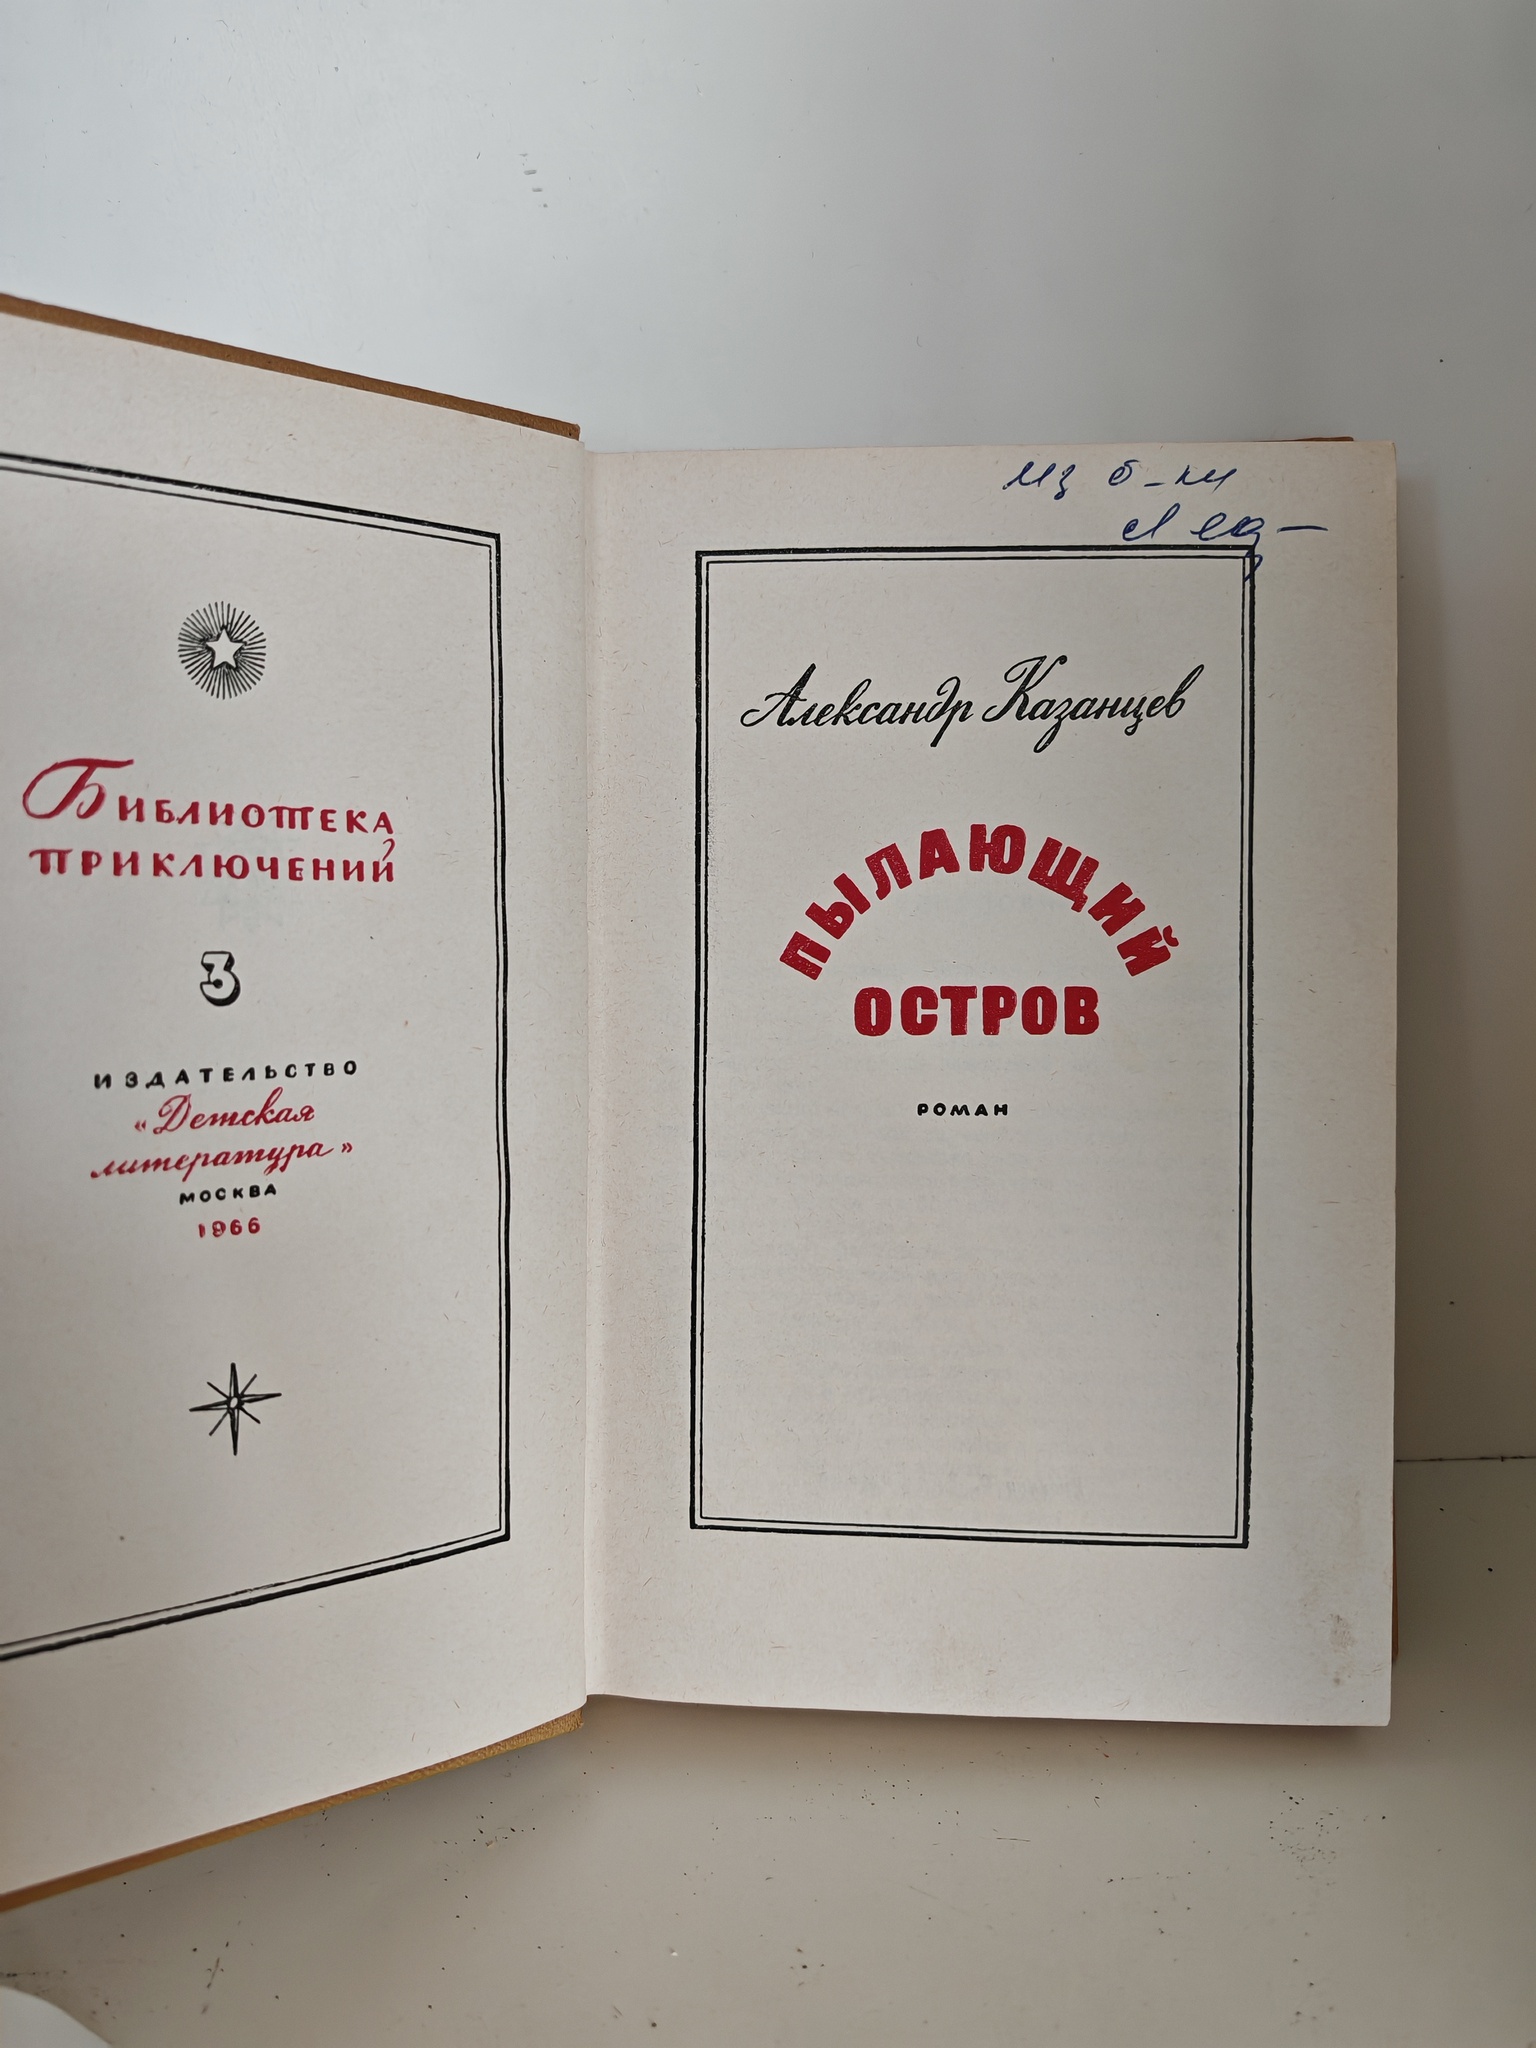 Библиотека
приключений
3
ИЗДАТЕЛЬСТВО
«Детская
литература»
МОСКВА
1966
из б-ки
Александр Казанцев
ПЫЛАЮЩИЙ
ОСТРОВ
РОМАН